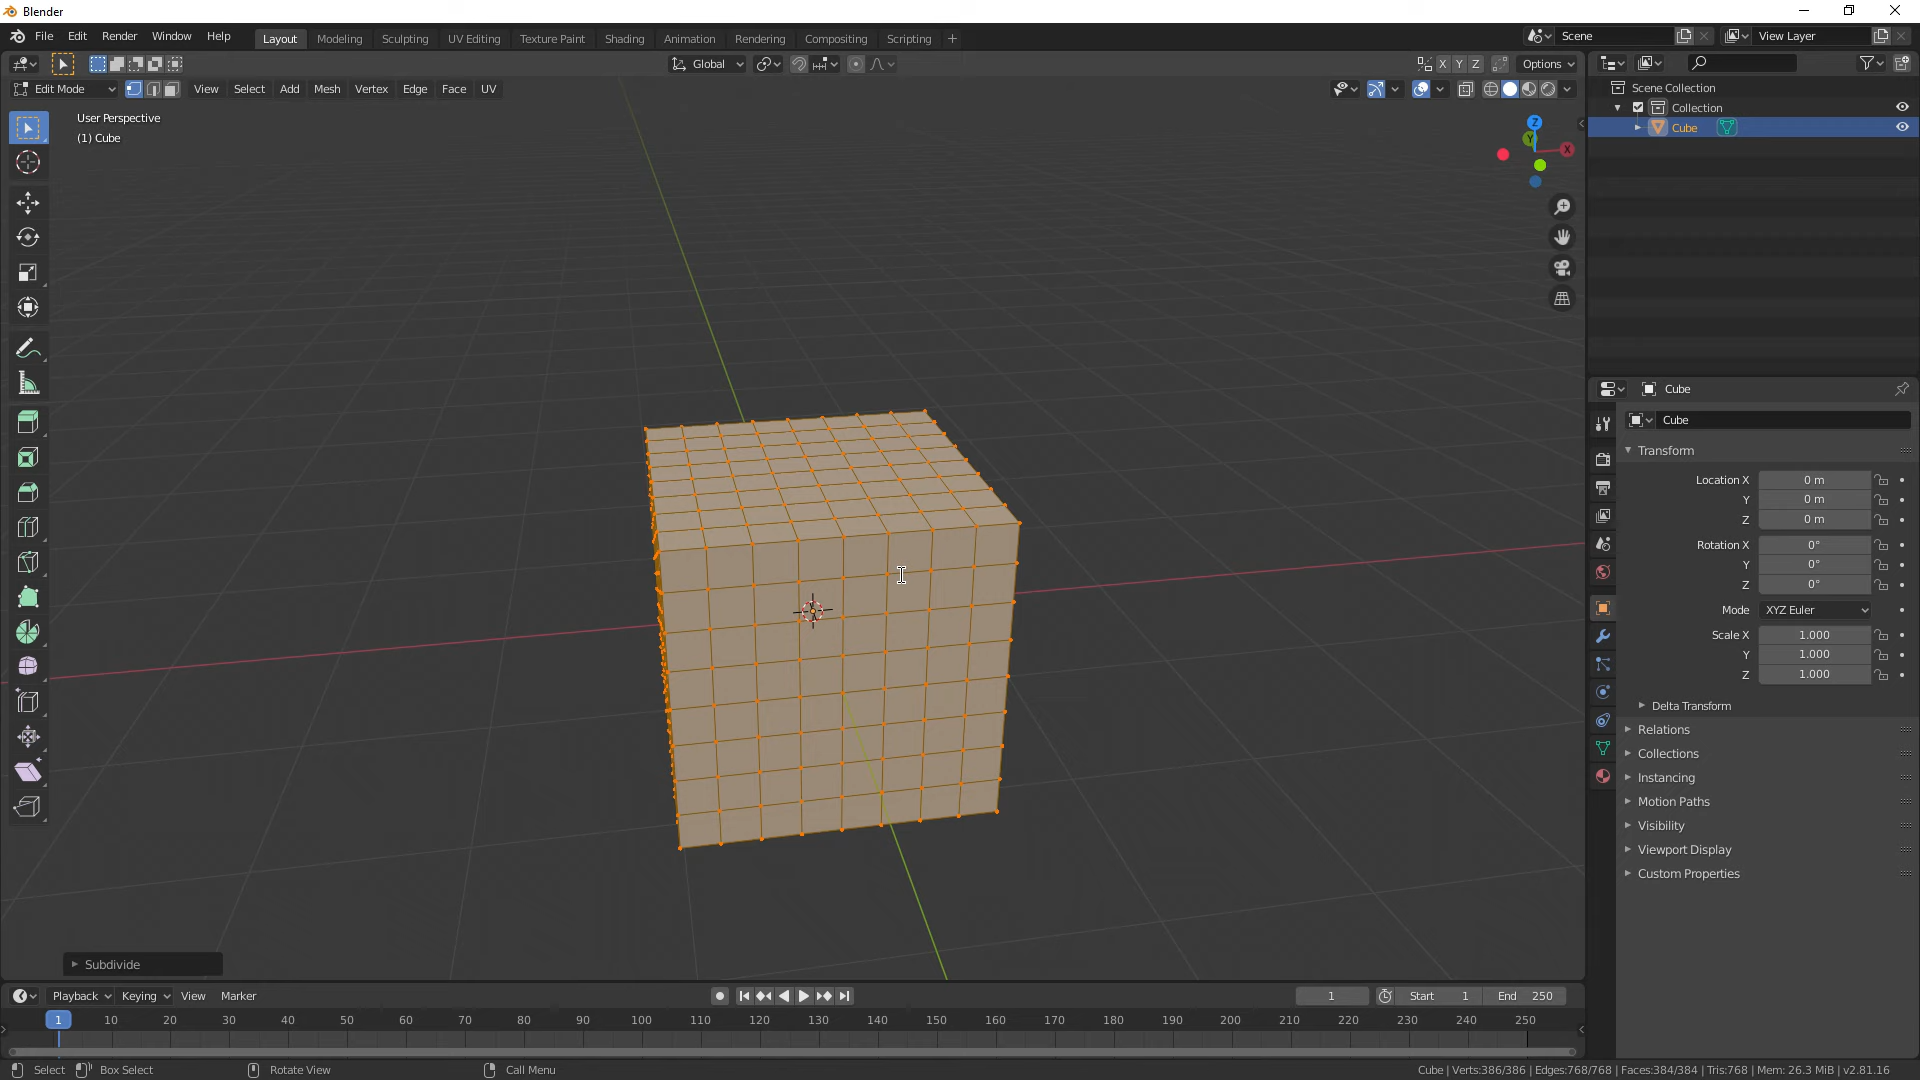 Blender
File Edit Render Window Help Layout Modeling Sculpting UV Editing Texture Paint Shading Animation Rendering Compositing Scripting + Scene View Layer
Global X Y Z Options
Edit Mode View Select Add Mesh Vertex Edge Face UV
Scene Collection
Collection
Cube
User Perspective
(1) Cube
Z
Y
X
Cube
Cube
Transform
Location X 0 m
Y 0 m
Z 0 m
Rotation X 0°
Y 0°
Z 0°
Mode XYZ Euler
Scale X 1.000
Y 1.000
Z 1.000
Delta Transform
Relations
Collections
Instancing
Motion Paths
Visibility
Viewport Display
Custom Properties
Subdivide
Playback Keying View Marker 1 Start 1 End 250
1 10 20 30 40 50 60 70 80 90 100 110 120 130 140 150 160 170 180 190 200 210 220 230 240 250
Select Box Select Rotate View Call Menu Cube | Verts:386/386 | Edges:768/768 | Faces:384/384 | Tris:768 | Mem: 26.3 MiB | v2.81.16